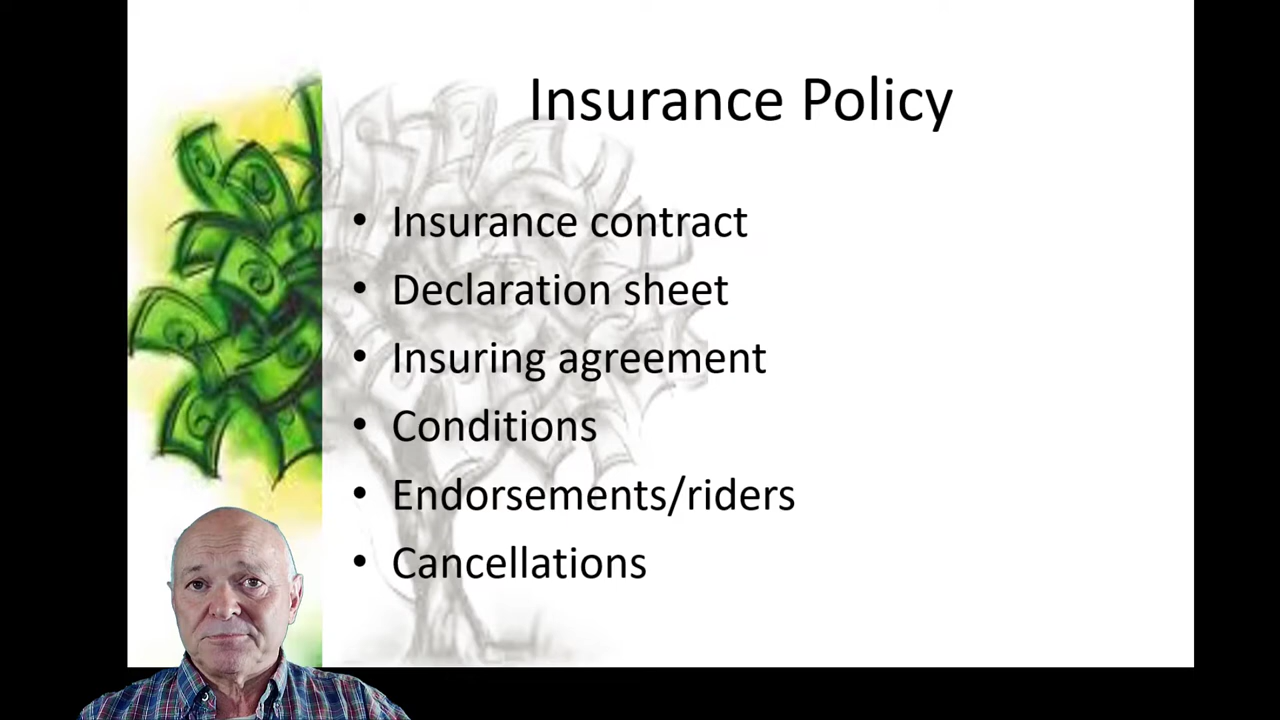 Insurance Policy
• Insurance contract
• Declaration sheet
• Insuring agreement
• Conditions
• Endorsements/riders
• Cancellations